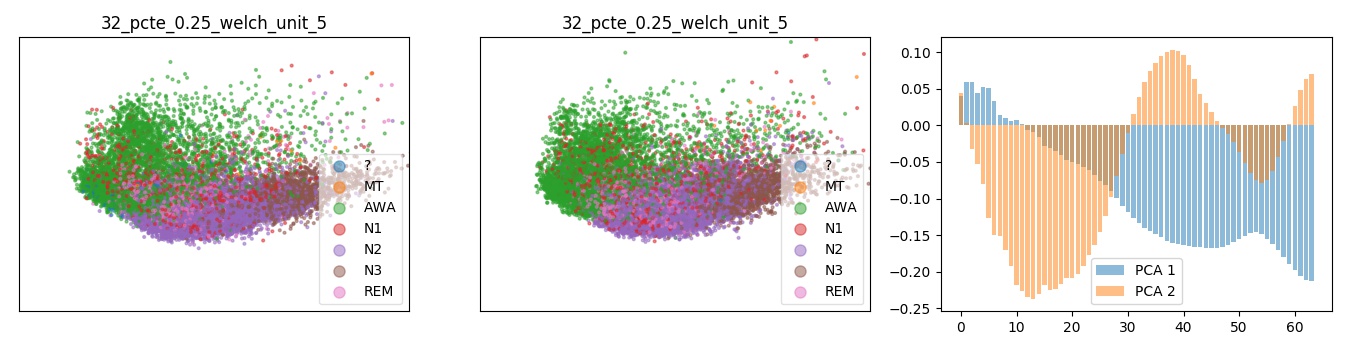 32_pcte_0.25_welch_unit_5
?
MT
AWA
N1
N2
N3
REM
32_pcte_0.25_welch_unit_5
?
MT
AWA
N1
N2
N3
REM
0.10
0.05
0.00
−0.05
−0.10
−0.15
−0.20
−0.25
PCA 1
PCA 2
0 10 20 30 40 50 60